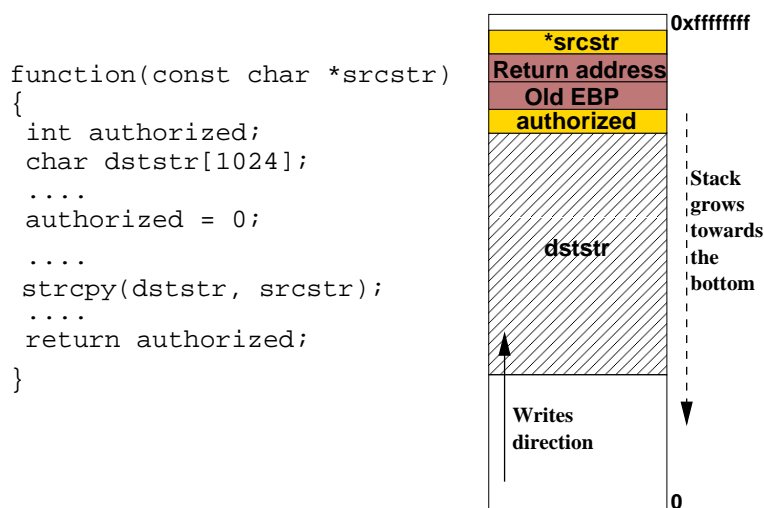 function(const char *srcstr)
{
int authorized;
char dststr[1024];
....
authorized = 0;
....
strcpy(dststr, srcstr);
....
return authorized;
}
0xffffffff
*srcstr
Return address
Old EBP
authorized
dststr
Stack
grows
towards
the
bottom
Writes
direction
0